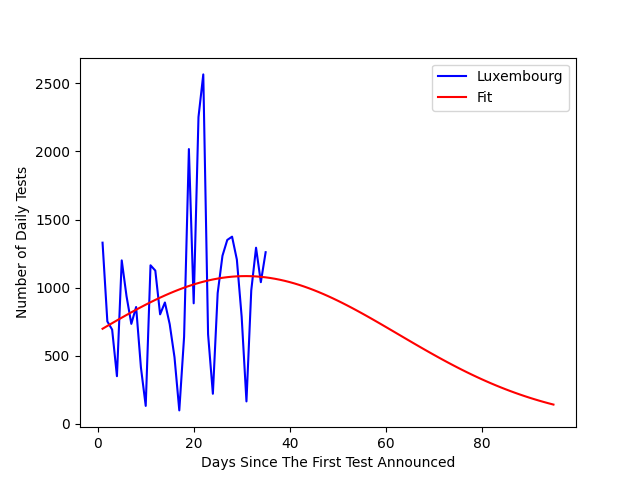 Luxembourg
Fit
2500
2000
1500
1000
500
0
Number of Daily Tests
0 20 40 60 80
Days Since The First Test Announced